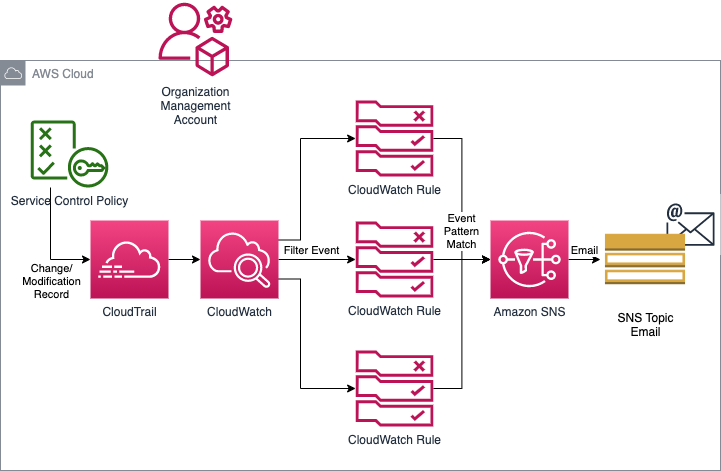 Organization
Management
Account
AWS Cloud
Service Control Policy
Change/
Modification
Record
CloudTrail
CloudWatch
Filter Event
CloudWatch Rule
CloudWatch Rule
CloudWatch Rule
Event
Pattern
Match
Amazon SNS
Email
@
SNS Topic
Email